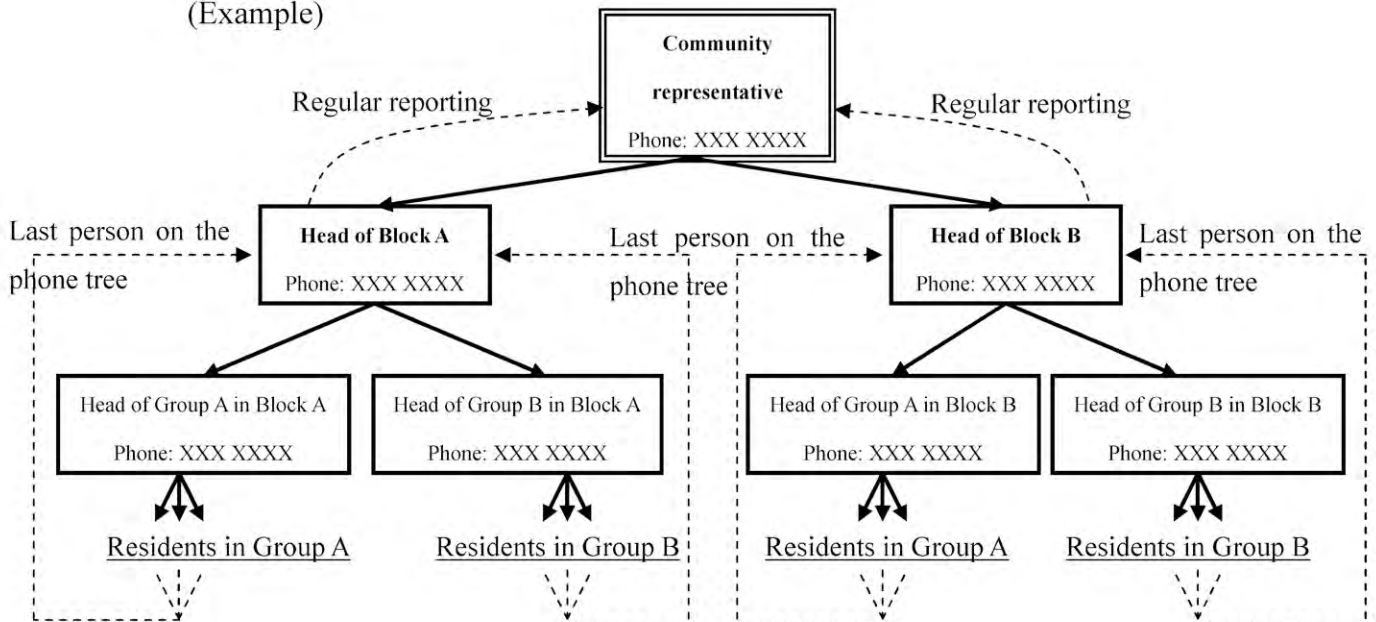 (Example)
Community
representative
Phone: XXX XXXX
Regular reporting
Regular reporting
Last person on the
phone tree
Head of Block A
Phone: XXX XXXX
Last person on the
phone tree
Head of Block B
Phone: XXX XXXX
Last person on the
phone tree
Head of Group A in Block A
Phone: XXX XXXX
Head of Group B in Block A
Phone: XXX XXXX
Head of Group A in Block B
Phone: XXX XXXX
Head of Group B in Block B
Phone: XXX XXXX
Residents in Group A
Residents in Group B
Residents in Group A
Residents in Group B